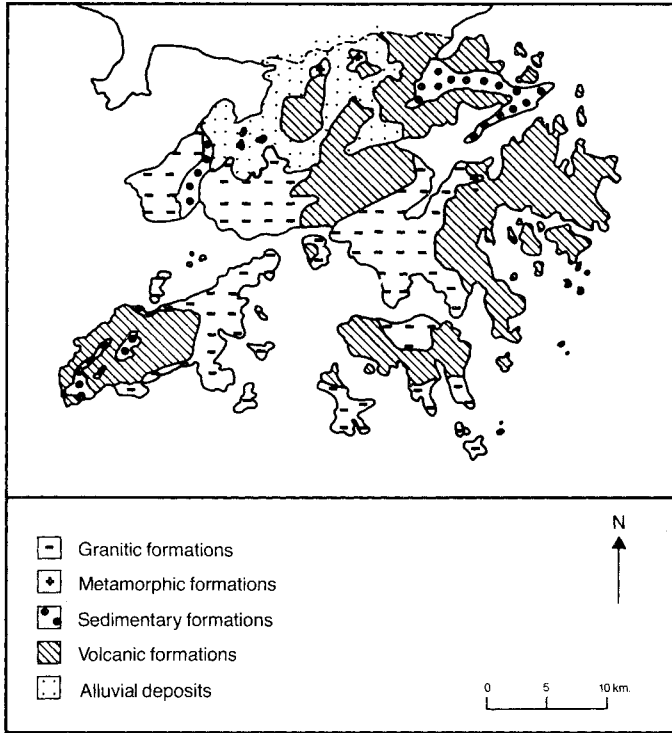 Granitic formations
Metamorphic formations
Sedimentary formations
Volcanic formations
Alluvial deposits
N
0 5 10 km.